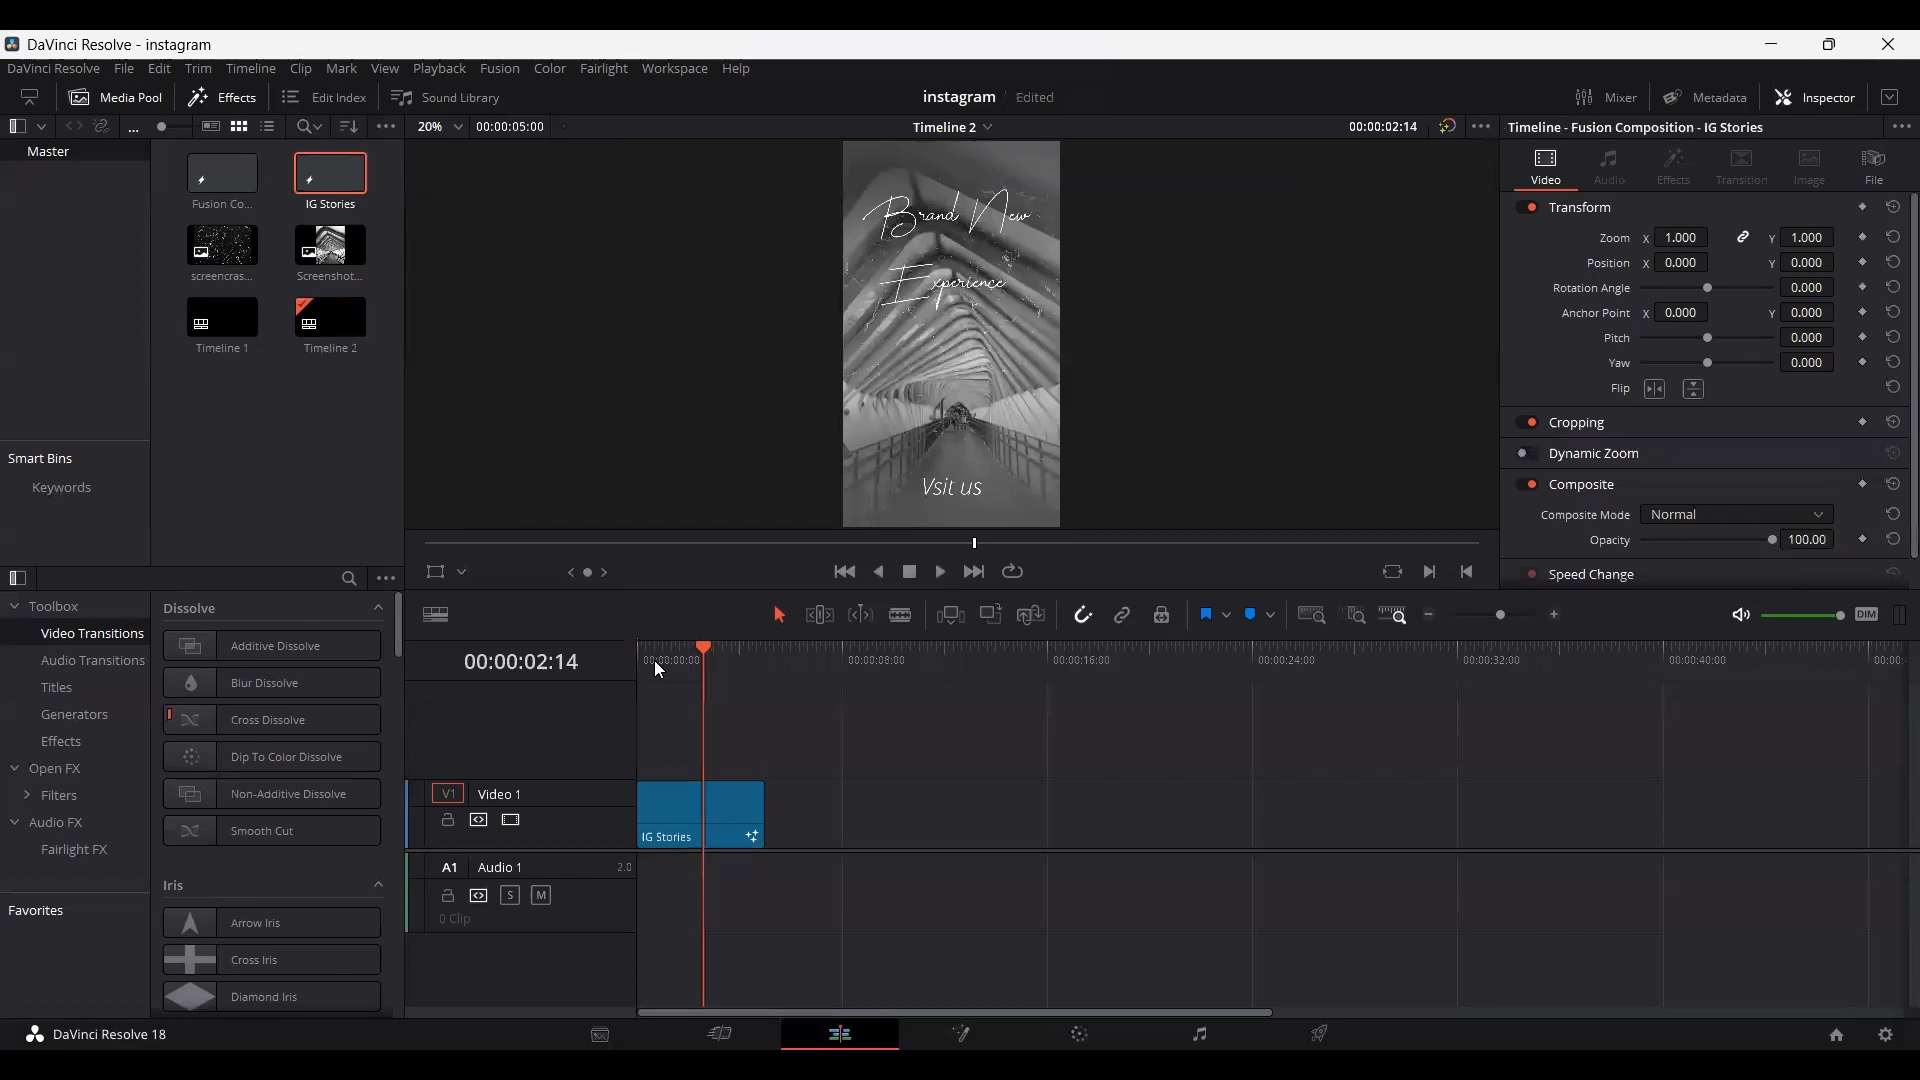 DaVinci Resolve - instagram
DaVinci Resolve File Edit Trim Timeline Clip Mark View Playback Fusion Color Fairlight Workspace Help
Media Pool Effects Edit Index Sound Library instagram Edited Mixer Metadata Inspector
20% 00:00:05:00 Timeline 2 00:00:02:14 Timeline - Fusion Composition - IG Stories
Master
Fusion Co... IG Stories
screencras... Screenshot...
Timeline 1 Timeline 2
Smart Bins
Keywords
Brand New
Experience
Vsit us
Video Audio Effects Transition Image File
Transform
Zoom X 1.000 Y 1.000
Position X 0.000 Y 0.000
Rotation Angle 0.000
Anchor Point X 0.000 Y 0.000
Pitch 0.000
Yaw 0.000
Flip
Cropping
Dynamic Zoom
Composite
Composite Mode Normal
Opacity 100.00
Speed Change
Toolbox
Video Transitions
Audio Transitions
Titles
Generators
Effects
Open FX
Filters
Audio FX
Fairlight FX
Favorites
Dissolve
Additive Dissolve
Blur Dissolve
Cross Dissolve
Dip To Color Dissolve
Non-Additive Dissolve
Smooth Cut
Iris
Arrow Iris
Cross Iris
Diamond Iris
DIM
00:00:02:14 00:00:00:00 00:00:08:00 00:00:16:00 00:00:24:00 00:00:32:00 00:00:40:00 00:00:
V1 Video 1
IG Stories
A1 Audio 1 2.0
S M
0 Clip
DaVinci Resolve 18